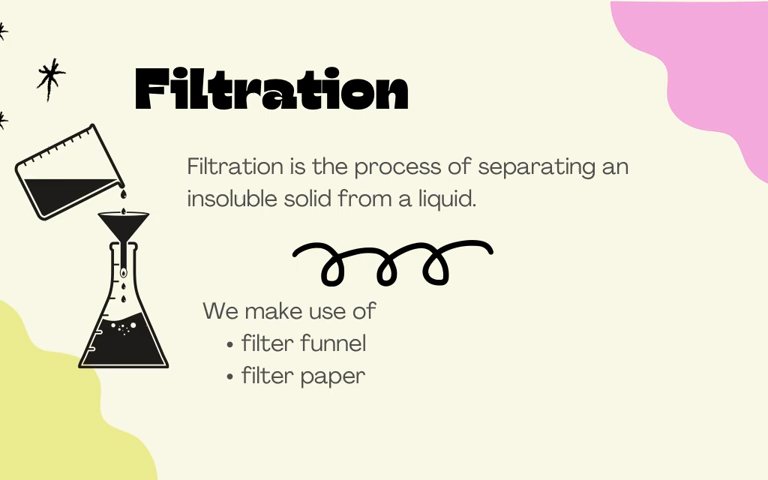 Filtration
Filtration is the process of separating an
insoluble solid from a liquid.
We make use of
• filter funnel
• filter paper